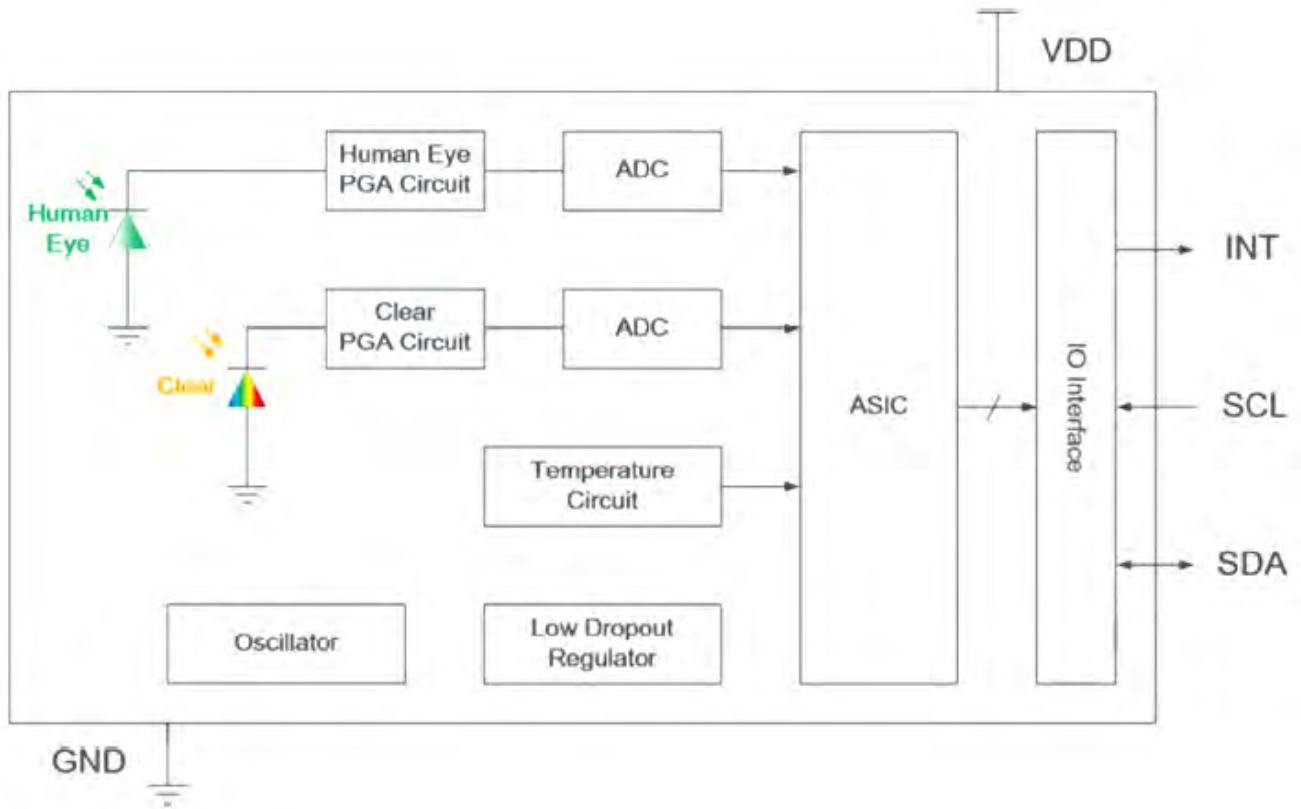 VDD
Human Eye
PGA Circuit
ADC
Human
Eye
INT
Clear
PGA Circuit
ADC
Clear
ASIC
IO Interface
SCL
Temperature
Circuit
SDA
Oscillator
Low Dropout
Regulator
GND